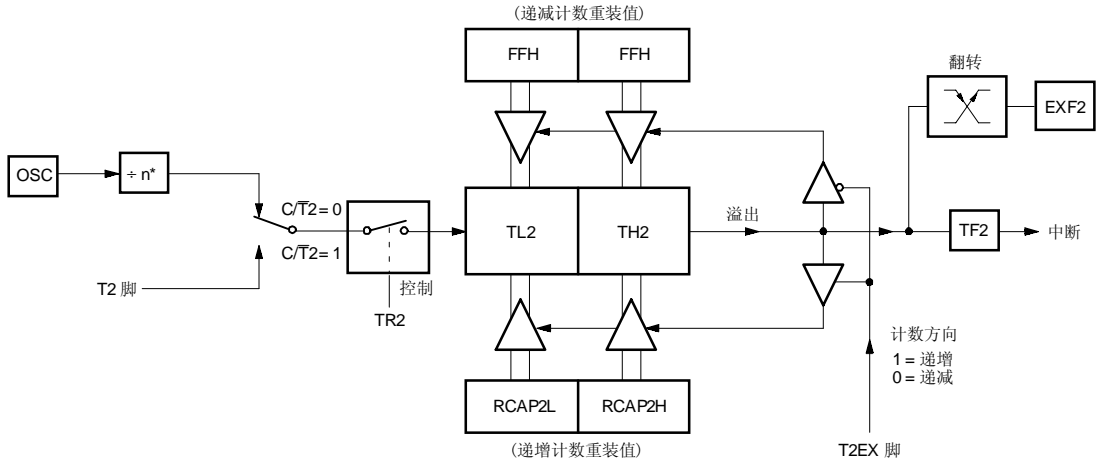 (递减计数重装值)
FFH
FFH
翻转
EXF2
OSC
÷ n*
C/T̅2 = 0
C/T̅2 = 1
TL2
TH2
溢出
TF2
中断
T2 脚
控制
TR2
计数方向
1 = 递增
0 = 递减
RCAP2L
RCAP2H
(递增计数重装值)
T2EX 脚